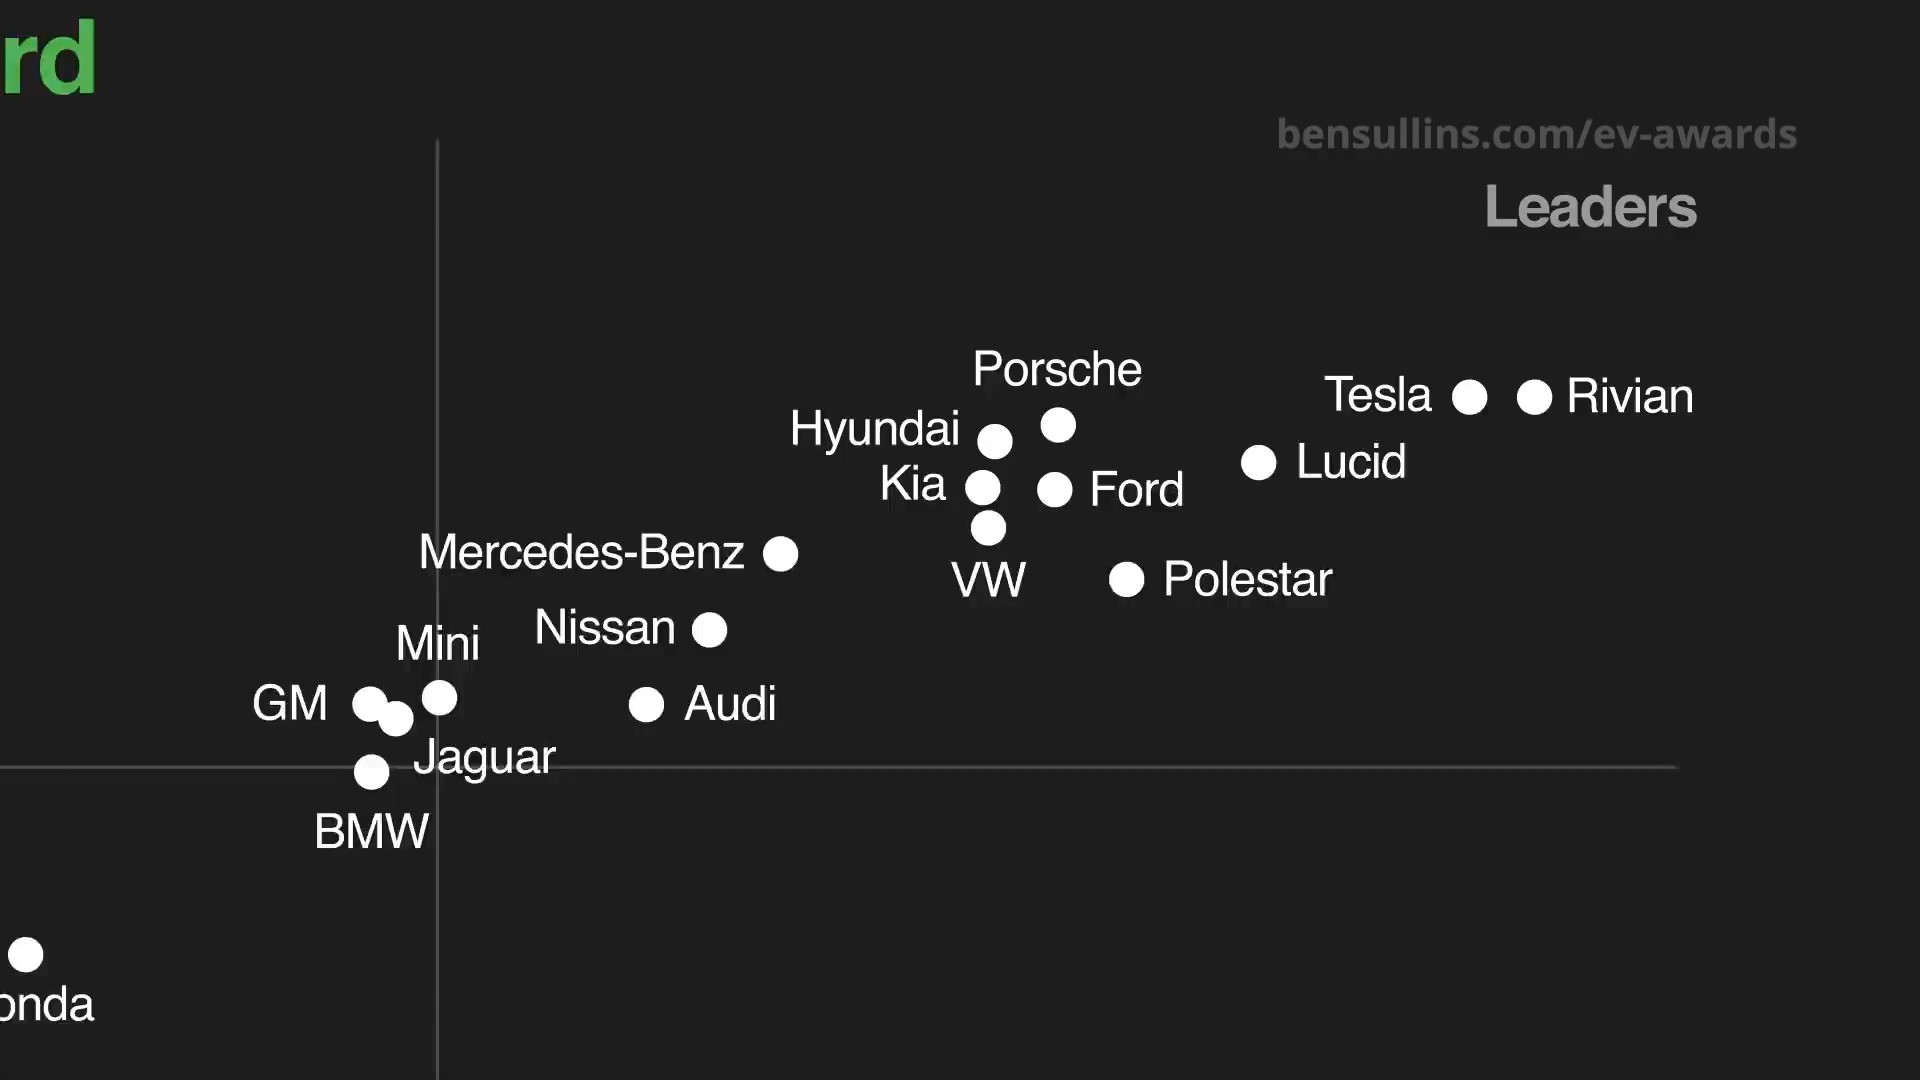 rd
bensullins.com/ev-awards
Leaders
Porsche
Tesla
Rivian
Hyundai
Lucid
Kia
Ford
Mercedes-Benz
VW
Polestar
Nissan
Mini
GM
Audi
Jaguar
BMW
onda